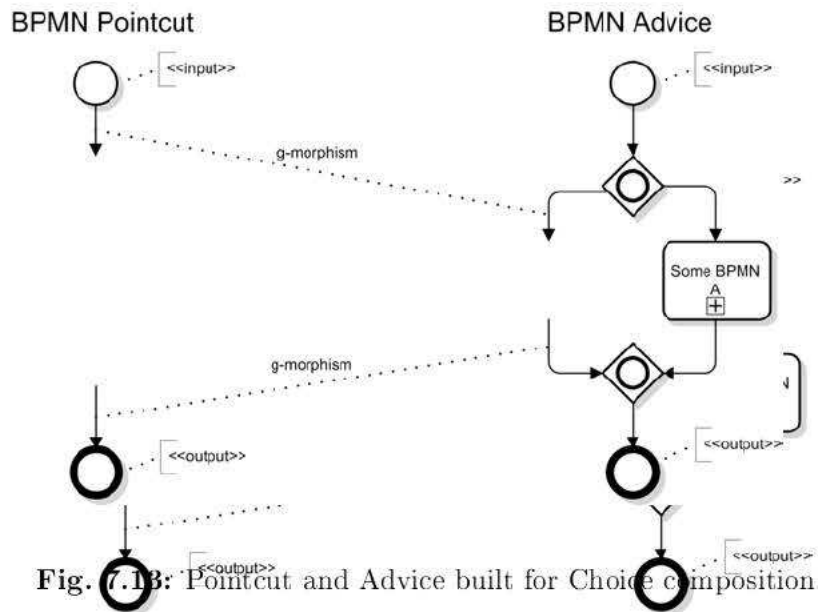 BPMN Pointcut BPMN Advice
<<input>> <<input>>
g-morphism
>>
Some BPMN
A
g-morphism
<<output>> <<output>>
<<output>> <<output>>
Fig. 7.13: Pointcut and Advice built for Choice composition